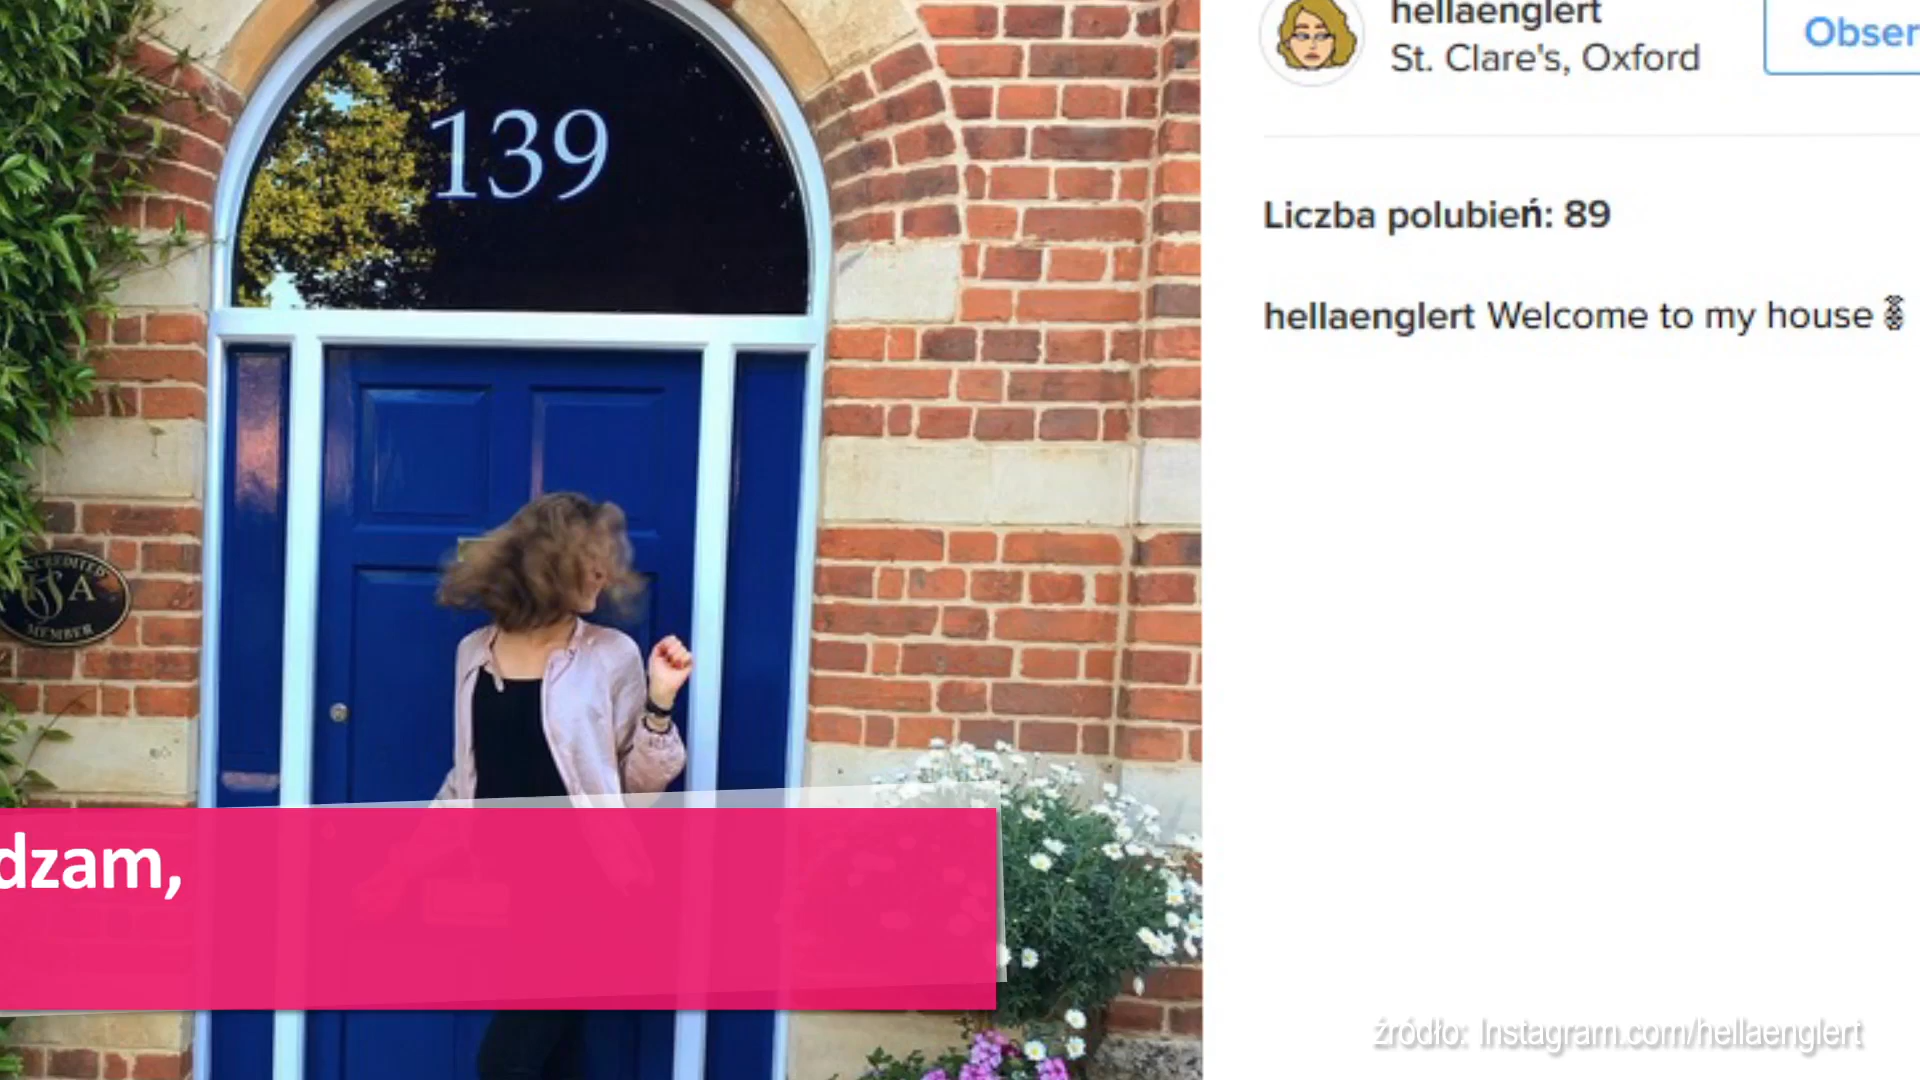 139
hellaenglert
St. Clare's, Oxford
Obser
Liczba polubień: 89
hellaenglert Welcome to my house
MEMBER
dzam,
źródło: Instagram.com/hellaenglert